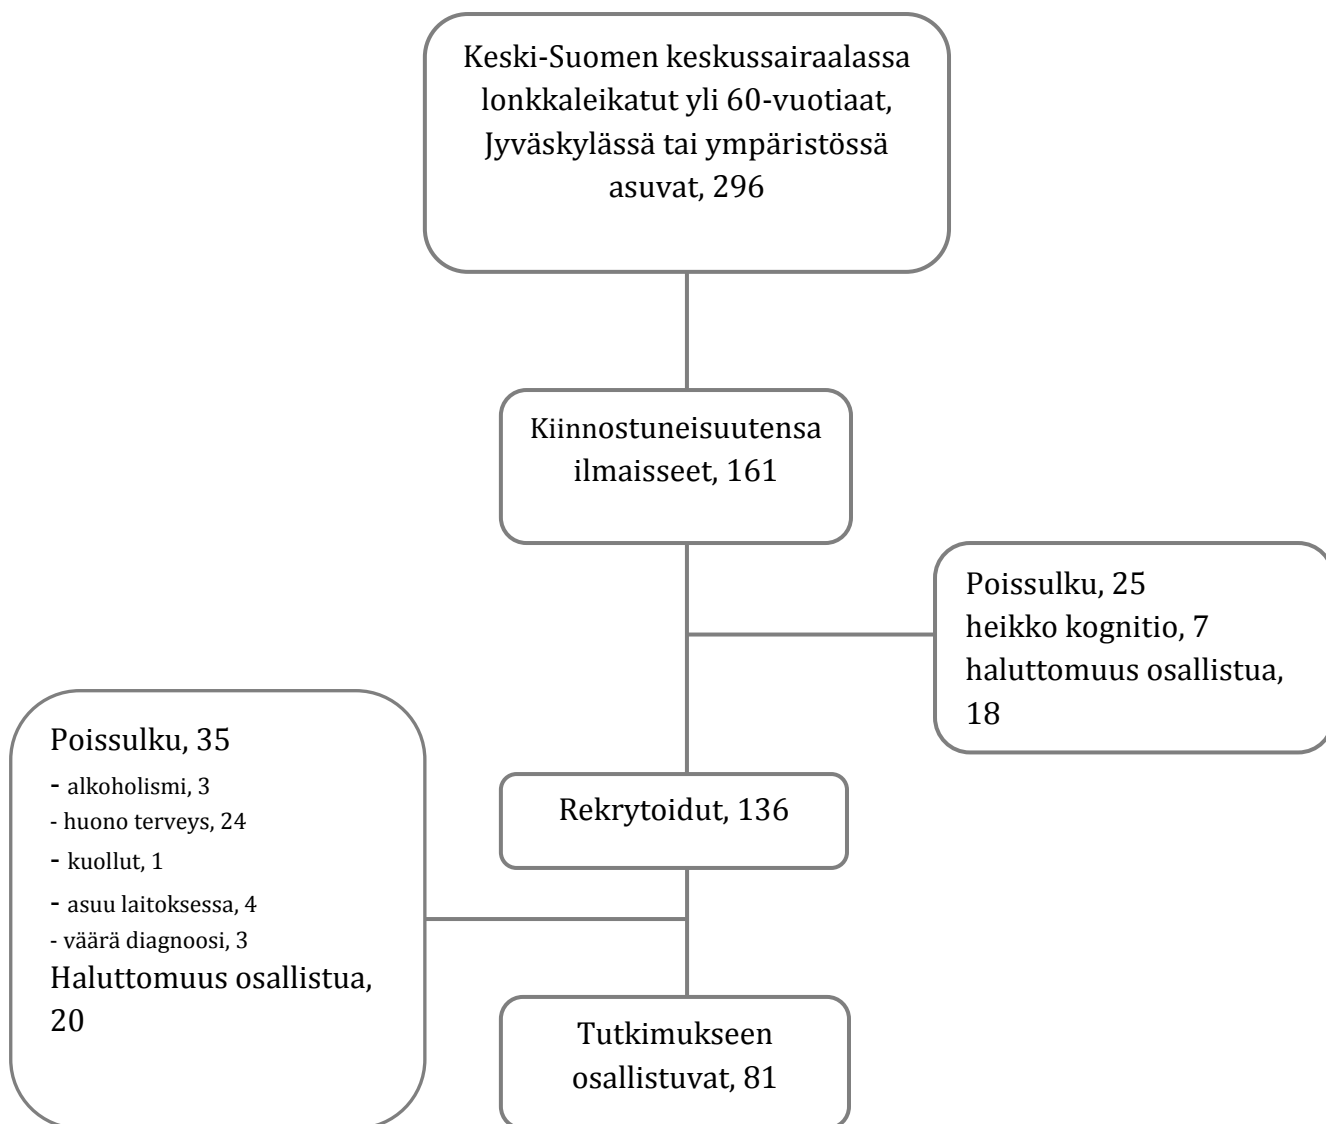 Keski-Suomen keskussairaalassa
lonkkaleikatut yli 60-vuotiaat,
Jyväskylässä tai ympäristössä
asuvat, 296
Kiinnostuneisuutensa
ilmaisseet, 161
Poissulku, 25
heikko kognitio, 7
haluttomuus osallistua,
18
Rekrytoidut, 136
Poissulku, 35
- alkoholismi, 3
- huono terveys, 24
- kuollut, 1
- asuu laitoksessa, 4
- väärä diagnoosi, 3
Haluttomuus osallistua,
20
Tutkimukseen
osallistuvat, 81